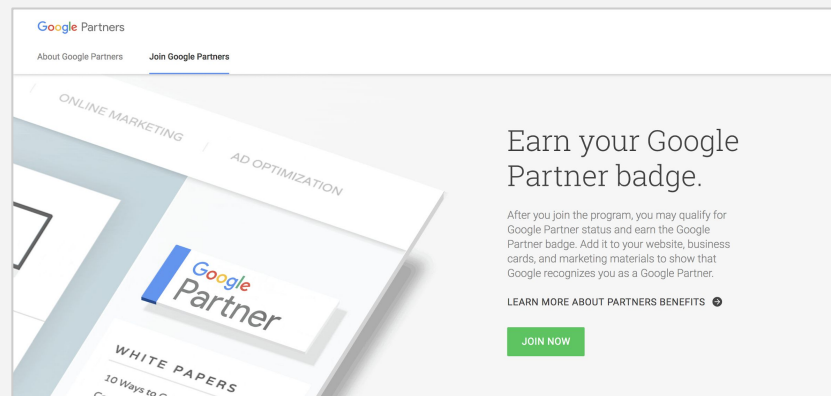 Google Partners
About Google Partners Join Google Partners
ONLINE MARKETING
AD OPTIMIZATION
Google
Partner
WHITE PAPERS
10 Ways to
Earn your Google
Partner badge.
After you join the program, you may qualify for
Google Partner status and earn the Google
Partner badge. Add it to your website, business
cards, and marketing materials to show that
Google recognizes you as a Google Partner.
LEARN MORE ABOUT PARTNERS BENEFITS
JOIN NOW